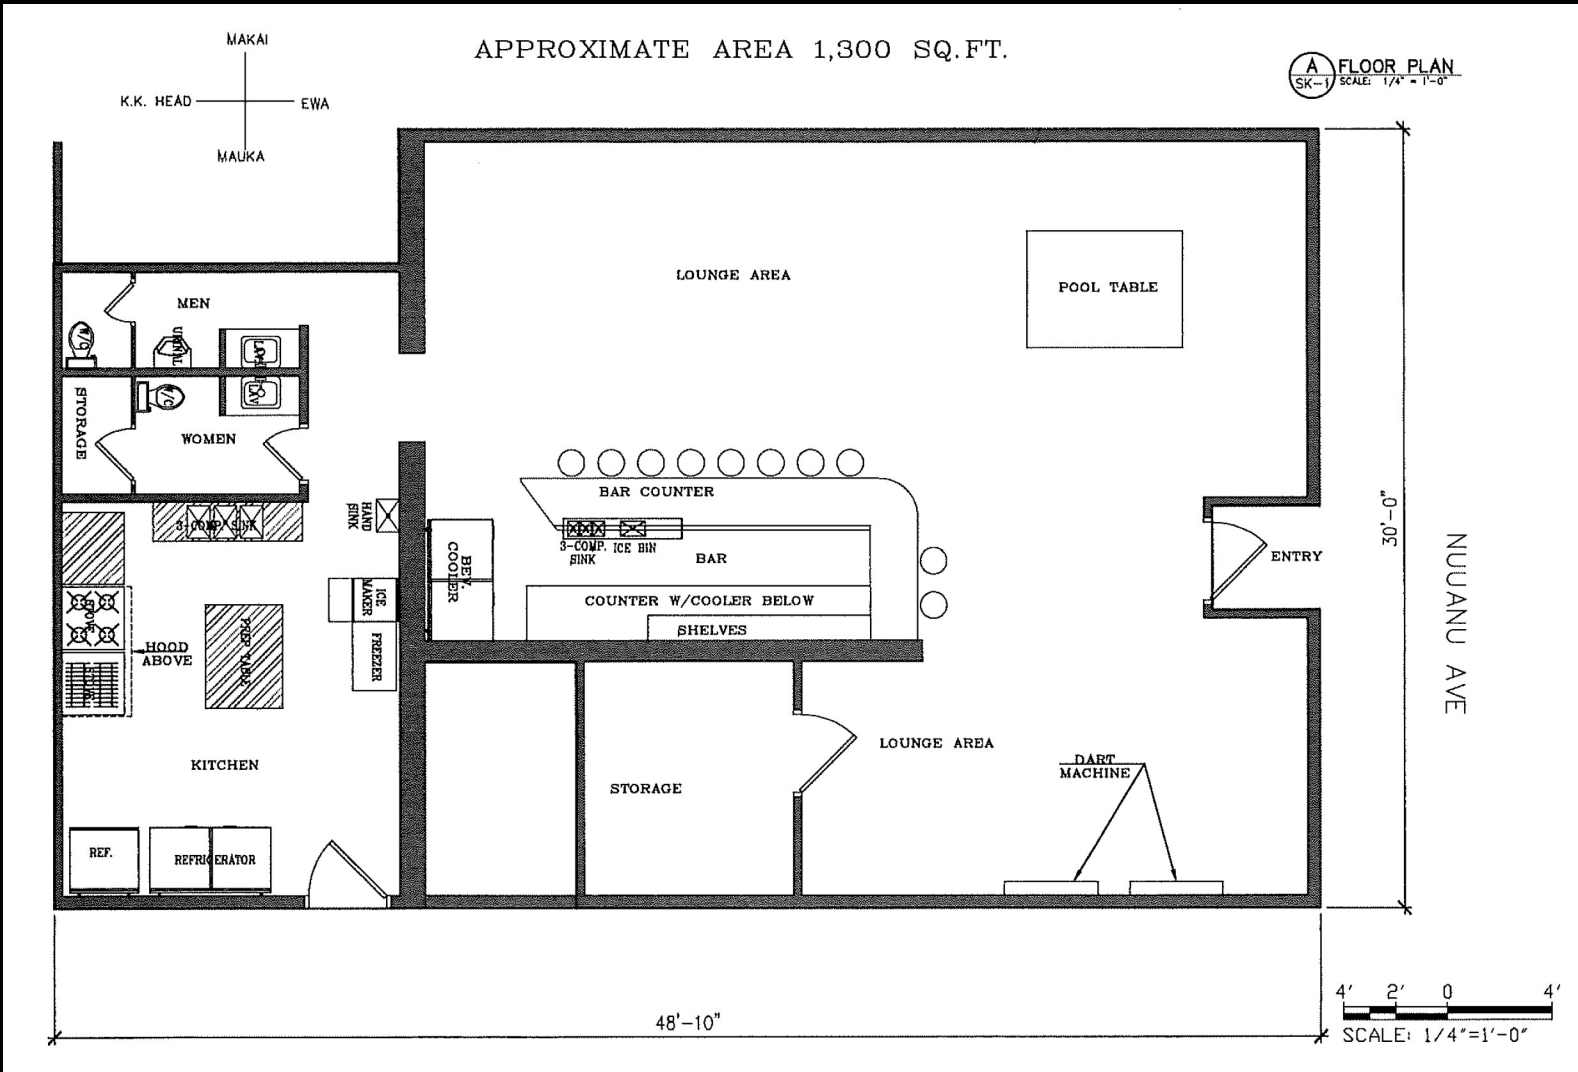 MAKAI
APPROXIMATE AREA 1,300 SQ.FT.
A
SK-1
FLOOR PLAN
SCALE: 1/4" = 1'-0"
K.K. HEAD
EWA
MAUKA
LOUNGE AREA
POOL TABLE
MEN
W/C
URINAL
LAV
STORAGE
W/C
LAV
WOMEN
BAR COUNTER
3-COMP. SINK
HAND
SINK
3-COMP.
SINK
ICE BIN
BAR
BEV.
COOLER
ENTRY
30'-0"
NUUANU AVE
STOVE
ICE
MAKER
COUNTER W/COOLER BELOW
SHELVES
PREP TABLE
HOOD
ABOVE
FREEZER
LOUNGE AREA
KITCHEN
STORAGE
DART
MACHINE
REF.
REFRIGERATOR
48'-10"
4' 2' 0 4'
SCALE: 1/4"=1'-0"